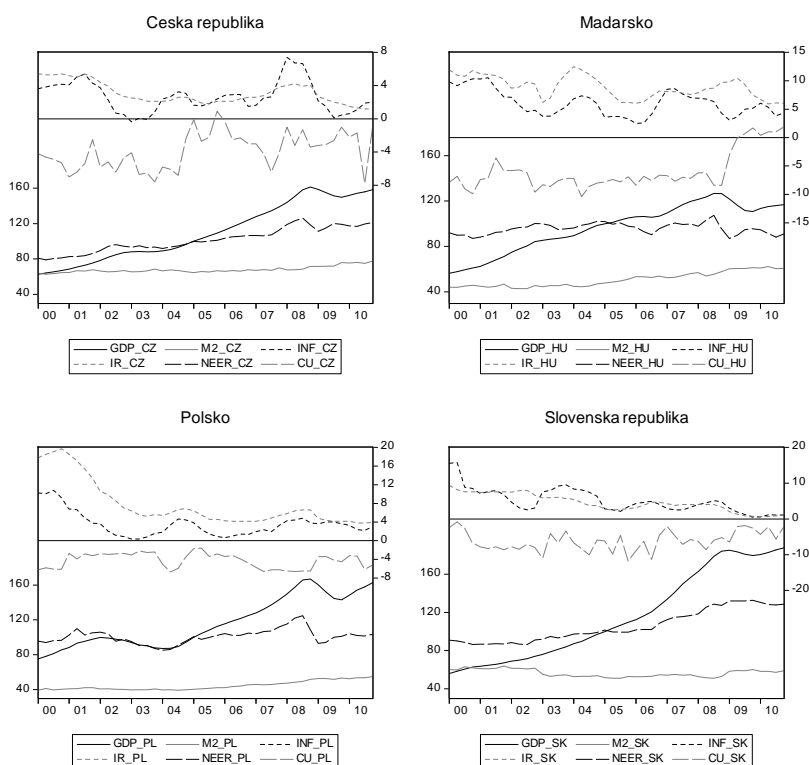 Ceska republika
8
4
0
-4
-8
160
120
80
40
00 01 02 03 04 05 06 07 08 09 10
GDP_CZ M2_CZ INF_CZ
IR_CZ NEER_CZ CU_CZ
Madarsko
15
10
5
0
-5
-10
-15
160
120
80
40
00 01 02 03 04 05 06 07 08 09 10
GDP_HU M2_HU INF_HU
IR_HU NEER_HU CU_HU
Polsko
20
16
12
8
4
0
-4
-8
160
120
80
40
00 01 02 03 04 05 06 07 08 09 10
GDP_PL M2_PL INF_PL
IR_PL NEER_PL CU_PL
Slovenska republika
20
10
0
-10
-20
160
120
80
40
00 01 02 03 04 05 06 07 08 09 10
GDP_SK M2_SK INF_SK
IR_SK NEER_SK CU_SK